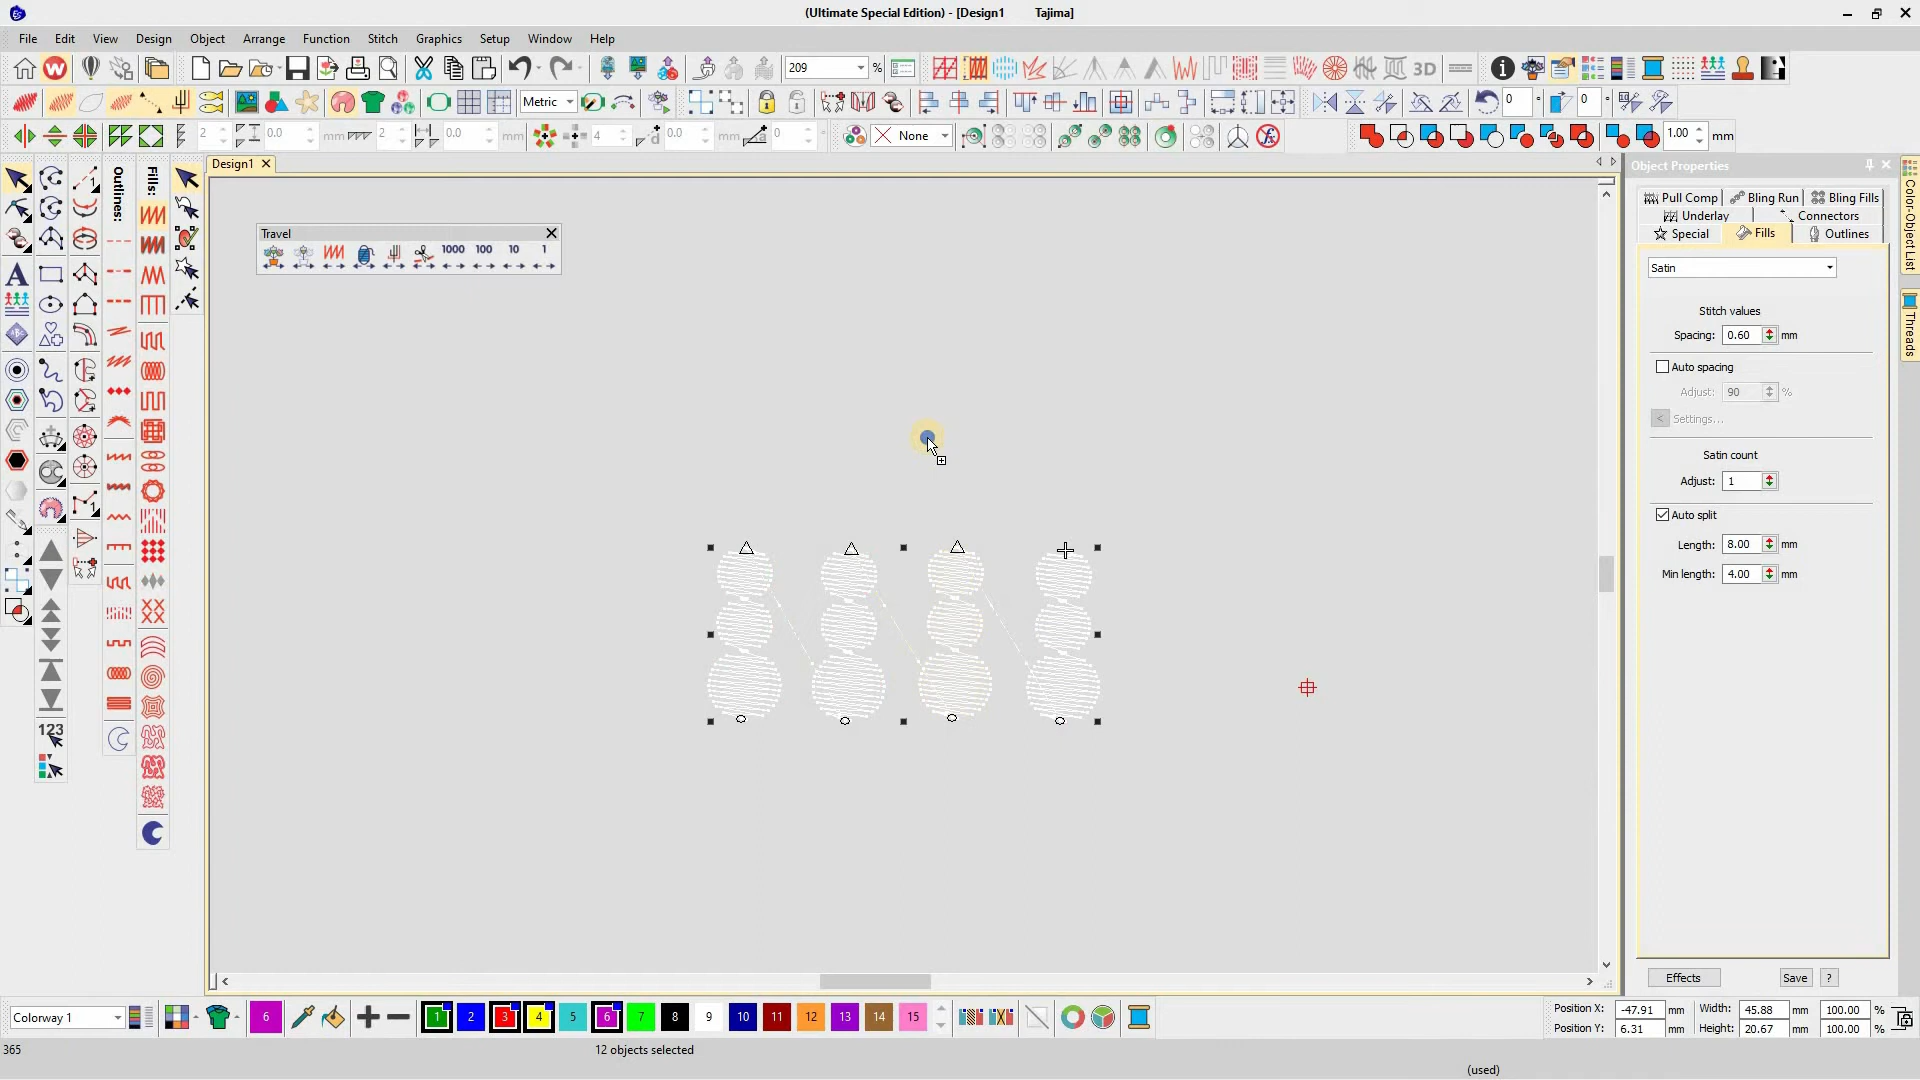 (Ultimate Special Edition) - [Design1 Tajima]
File Edit View Design Object Arrange Function Stitch Graphics Setup Window Help
209 %
3D
Metric
0 °
0 °
2
0.0 mm
2
0.0 mm
4
0.0 mm
0 °
None
1.00 mm
Design1
Object Properties
Pull Comp Bling Run Bling Fills
Underlay Connectors
Special Fills Outlines
Satin
Stitch values
Spacing: 0.60 mm
Auto spacing
Adjust: 90 %
< Settings...
Satin count
Adjust: 1
Auto split
Length: 8.00 mm
Min length: 4.00 mm
Effects Save ?
Color-Object List
Threads
Travel
1000 100 10 1
Outlines:
Fills:
A
ABC
1
1
123
Colorway 1
6
1 2 3 4 5 6 7 8 9 10 11 12 13 14 15
Position X: -47.91 mm Width: 45.88 mm 100.00 %
Position Y: 6.31 mm Height: 20.67 mm 100.00 %
365
12 objects selected
(used)